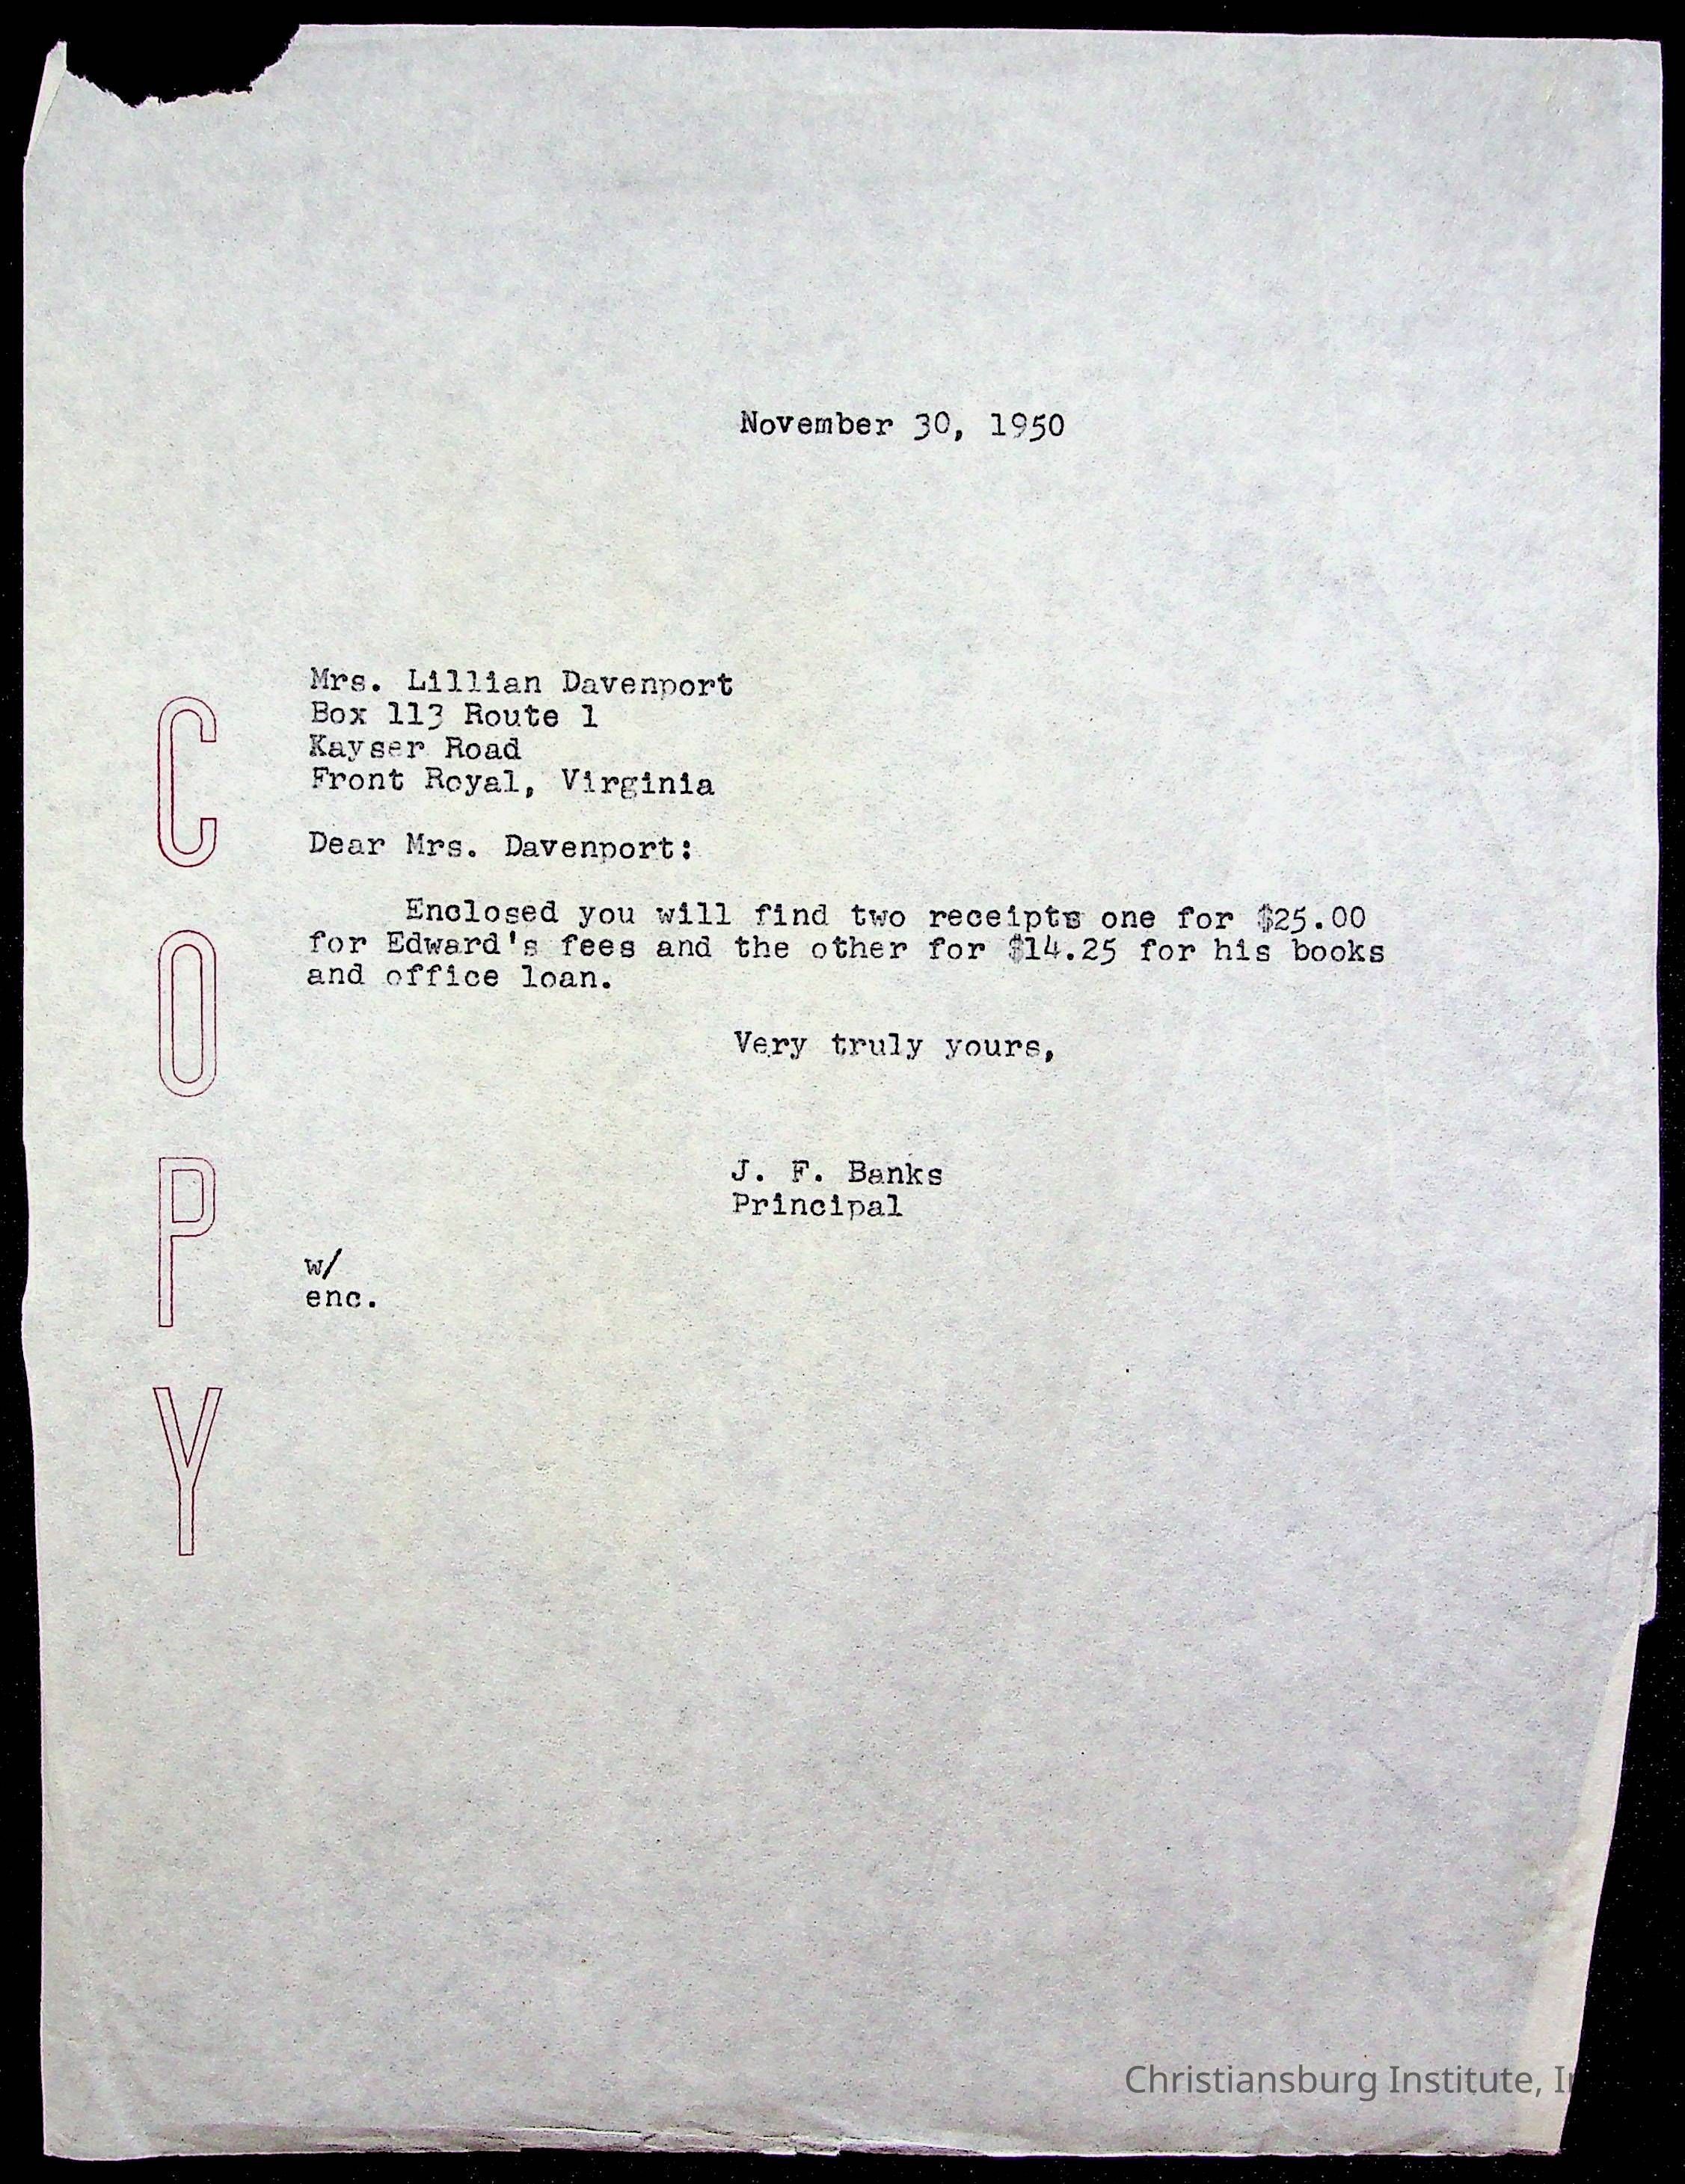 November 30, 1950
Mrs. Lillian Davenport
Box 113 Route 1
Kayser Road
Front Royal, Virginia
Dear Mrs. Davenport:
Enclosed you will find two receipts one for $25.00
for Edward's fees and the other for $14.25 for his books
and office loan.
Very truly yours,
J. F. Banks
Principal
w/
enc.
COPY
Christiansburg Institute, I